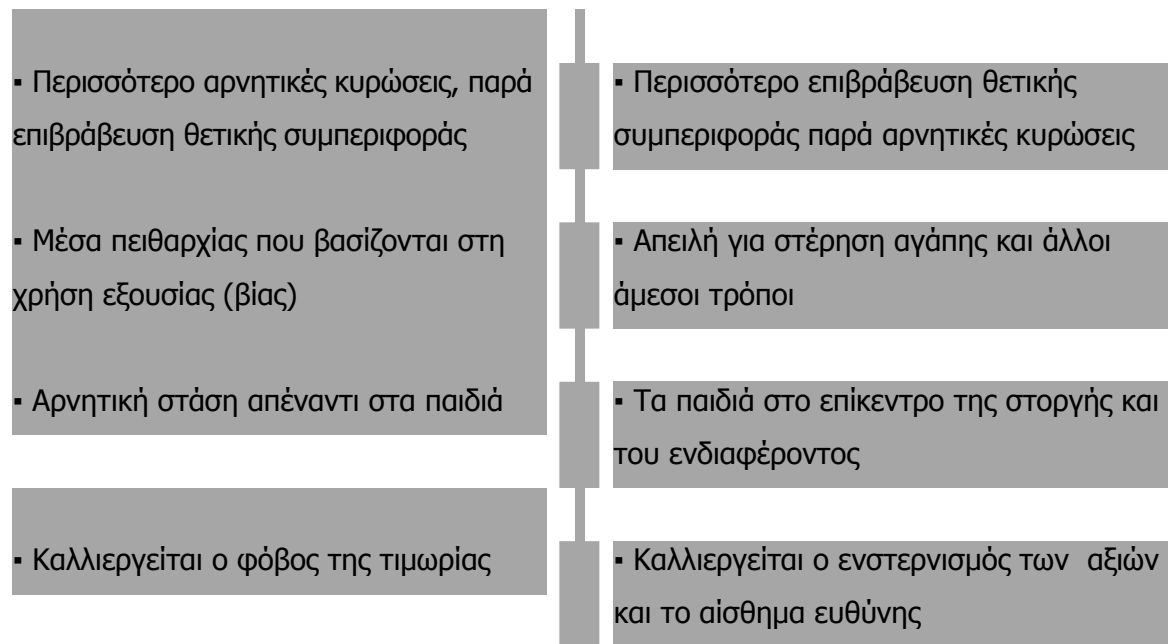 ▪ Περισσότερο αρνητικές κυρώσεις, παρά
επιβράβευση θετικής συμπεριφοράς
▪ Μέσα πειθαρχίας που βασίζονται στη
χρήση εξουσίας (βίας)
▪ Αρνητική στάση απέναντι στα παιδιά
▪ Καλλιεργείται ο φόβος της τιμωρίας
▪ Περισσότερο επιβράβευση θετικής
συμπεριφοράς παρά αρνητικές κυρώσεις
▪ Απειλή για στέρηση αγάπης και άλλοι
άμεσοι τρόποι
▪ Τα παιδιά στο επίκεντρο της στοργής και
του ενδιαφέροντος
▪ Καλλιεργείται ο ενστερνισμός των αξιών
και το αίσθημα ευθύνης